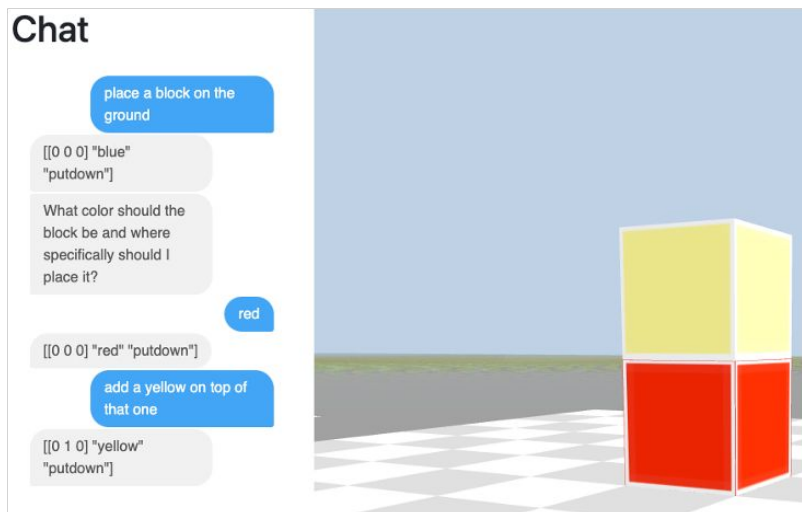 Chat
place a block on the
ground
[[0 0 0] "blue"
"putdown"]
What color should the
block be and where
specifically should I
place it?
red
[[0 0 0] "red" "putdown"]
add a yellow on top of
that one
[[0 1 0] "yellow"
"putdown"]